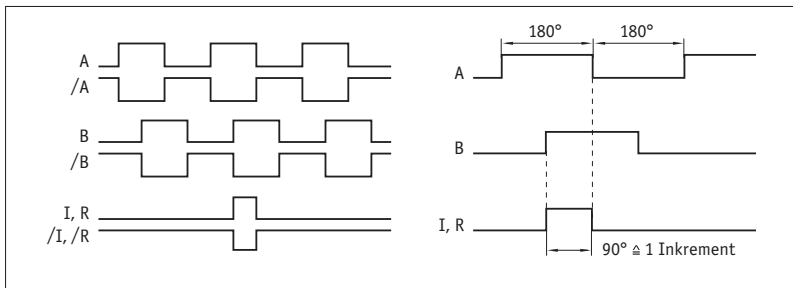 A
/A
B
/B
I, R
/I, /R
180° 180°
A
B
I, R
90° ≙ 1 Inkrement